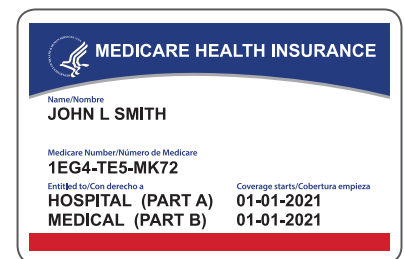 MEDICARE HEALTH INSURANCE
Name/Nombre
JOHN L SMITH
Medicare Number/Número de Medicare
1EG4-TE5-MK72
Entitled to/Con derecho a Coverage starts/Cobertura empieza
HOSPITAL (PART A) 01-01-2021
MEDICAL (PART B) 01-01-2021